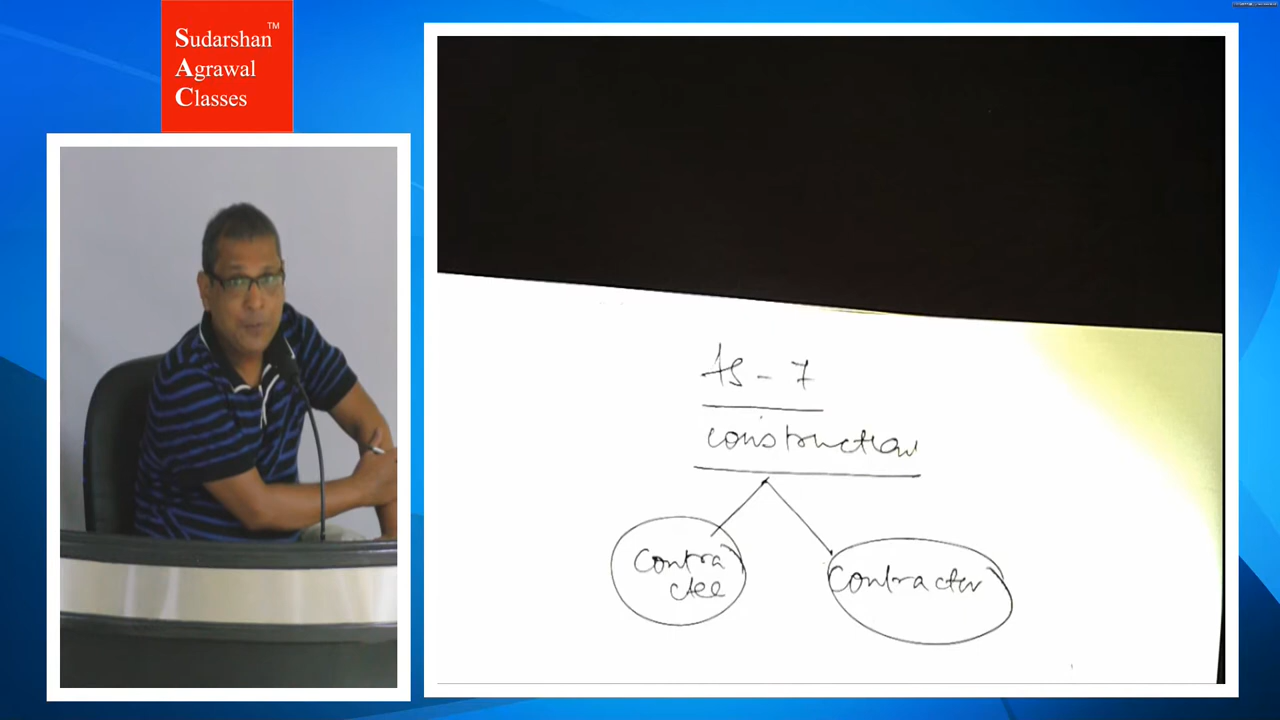 Sudarshan™
Agrawal
Classes
AS - 7
construction
contra
ctee
contractor